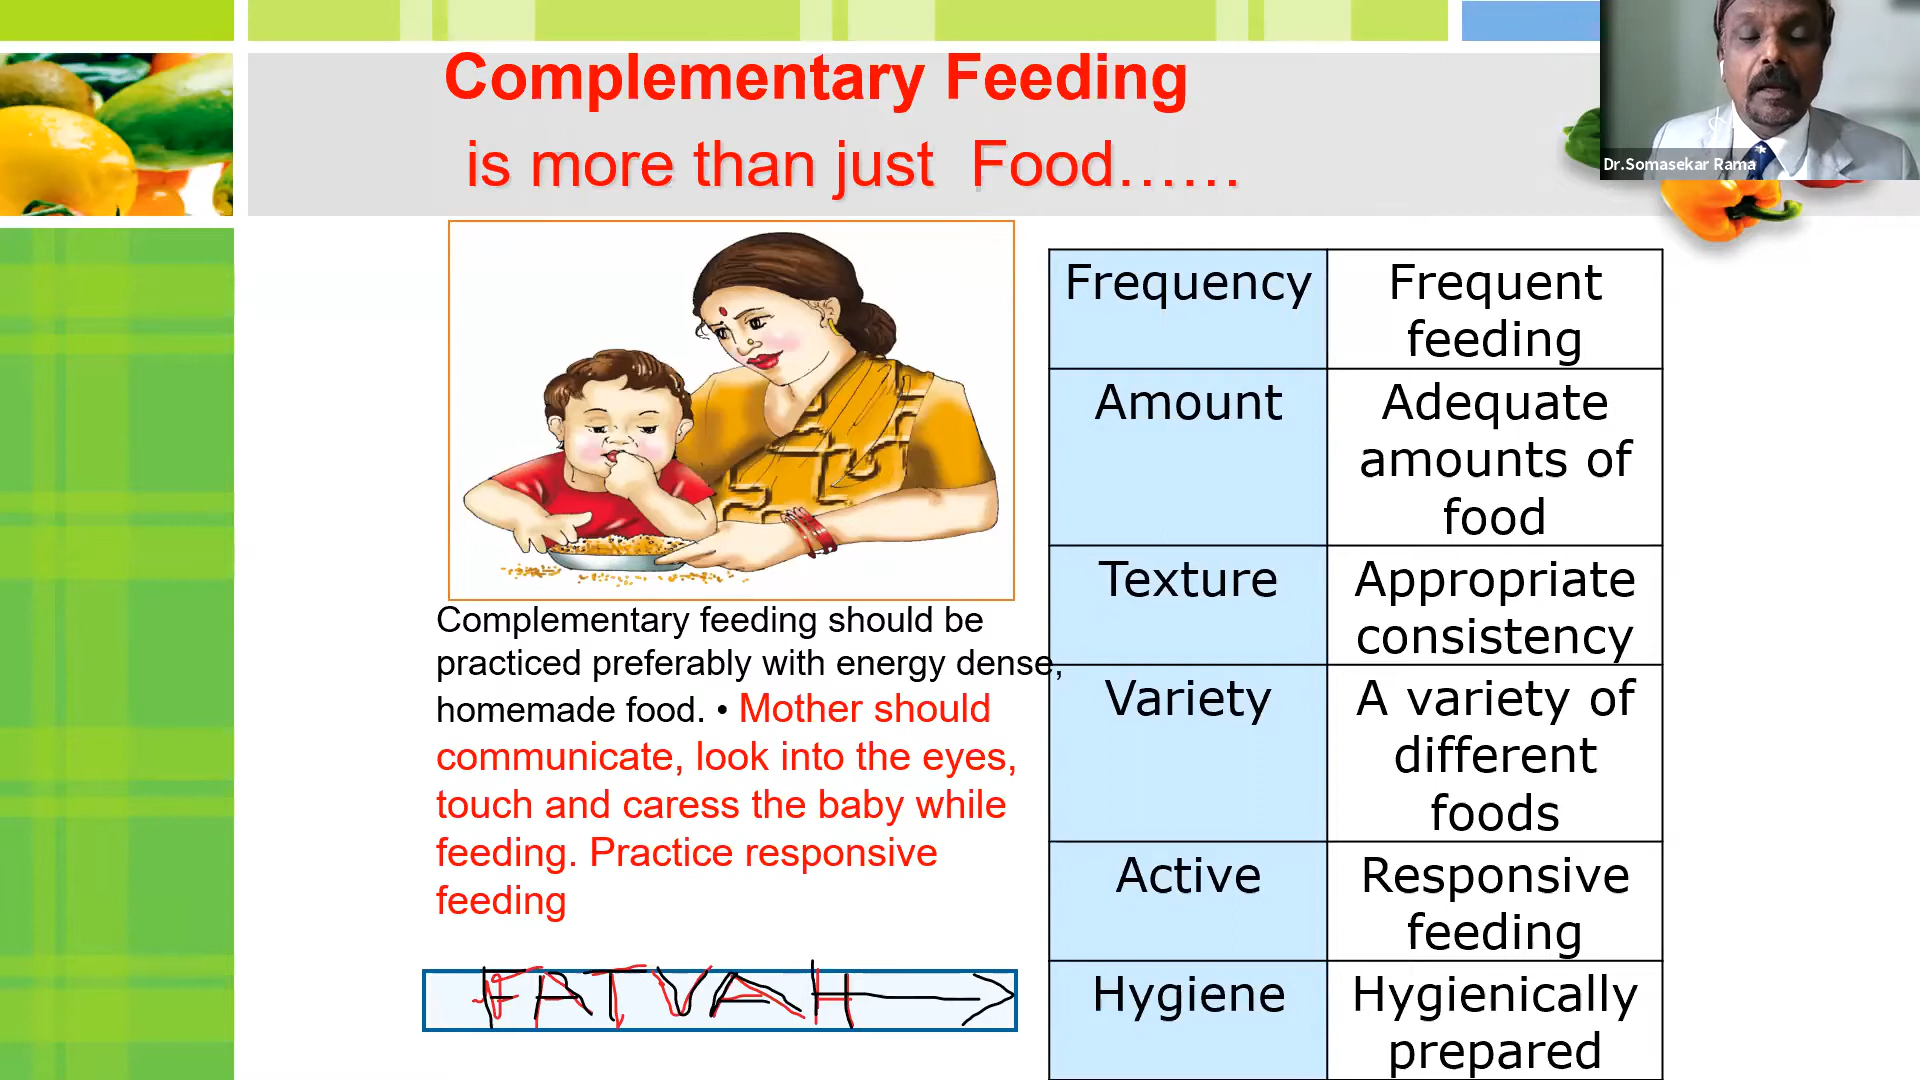 Complementary Feeding
is more than just Food......
Dr.Somasekar Rama
Complementary feeding should be
practiced preferably with energy dense,
homemade food. • Mother should
communicate, look into the eyes,
touch and caress the baby while
feeding. Practice responsive
feeding
FATVAH
Frequency
Frequent
feeding
Amount
Adequate
amounts of
food
Texture
Appropriate
consistency
Variety
A variety of
different
foods
Active
Responsive
feeding
Hygiene
Hygienically
prepared